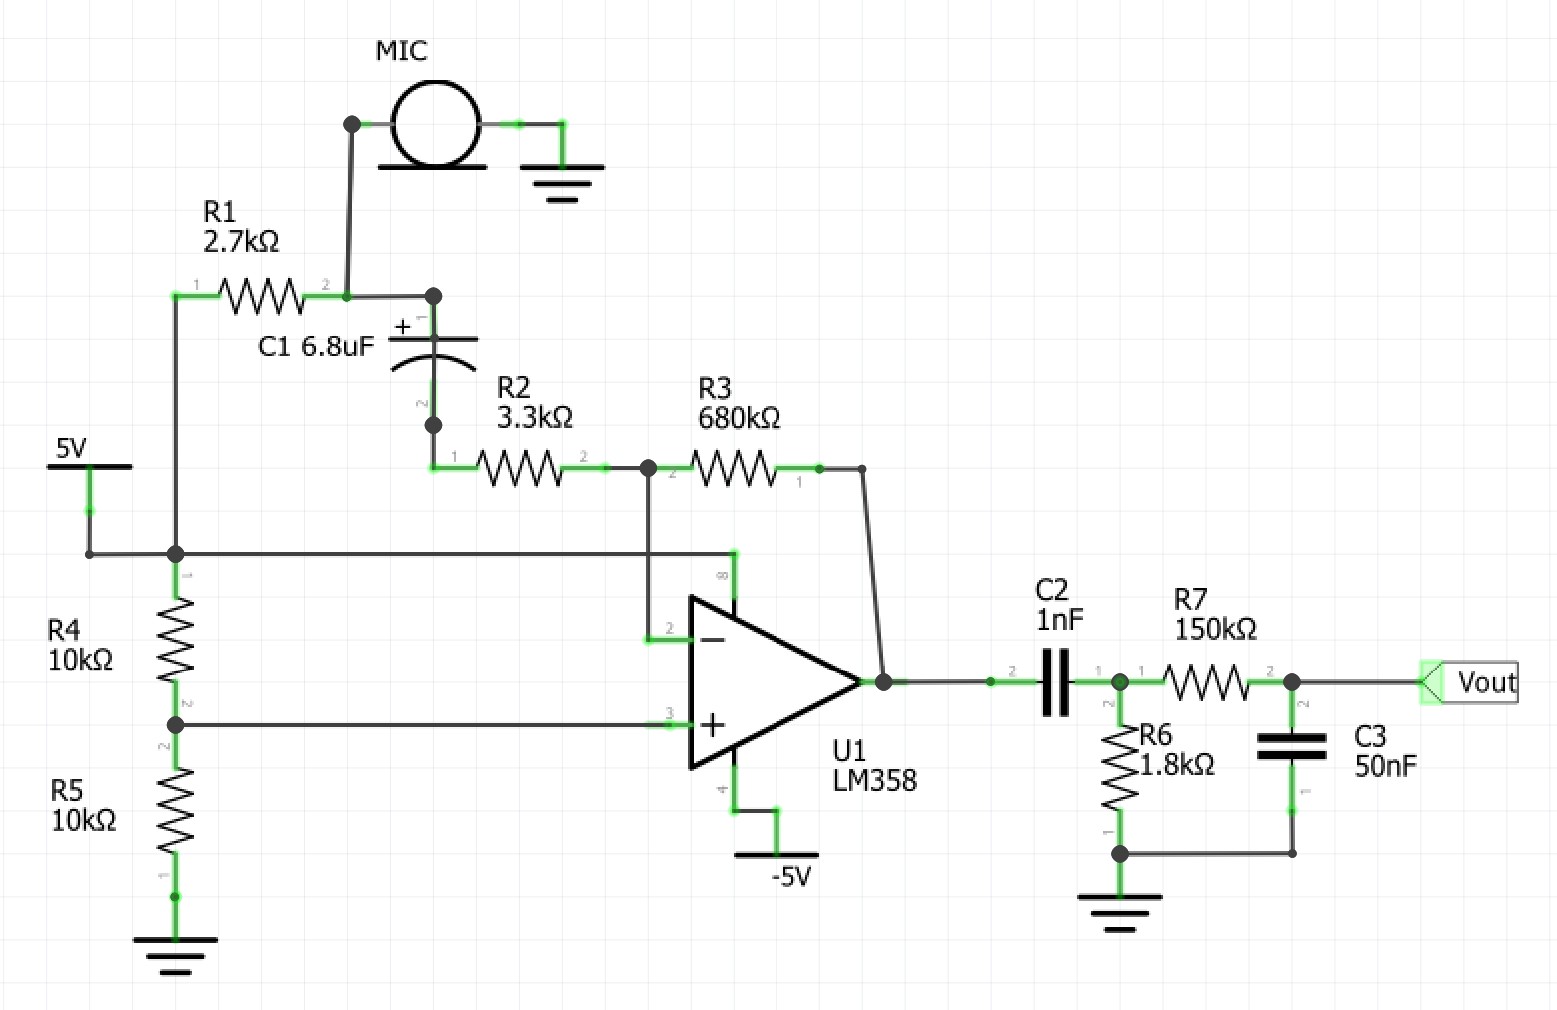 MIC
R1
2.7kΩ
1
2
+
1
C1 6.8uF
2
R2
3.3kΩ
1
2
R3
680kΩ
2
1
5V
1
R4
10kΩ
2
2
R5
10kΩ
1
8
2
3
4
U1
LM358
-5V
C2
1nF
2
1
R7
150kΩ
1
2
Vout
2
R6
1.8kΩ
1
2
C3
50nF
1